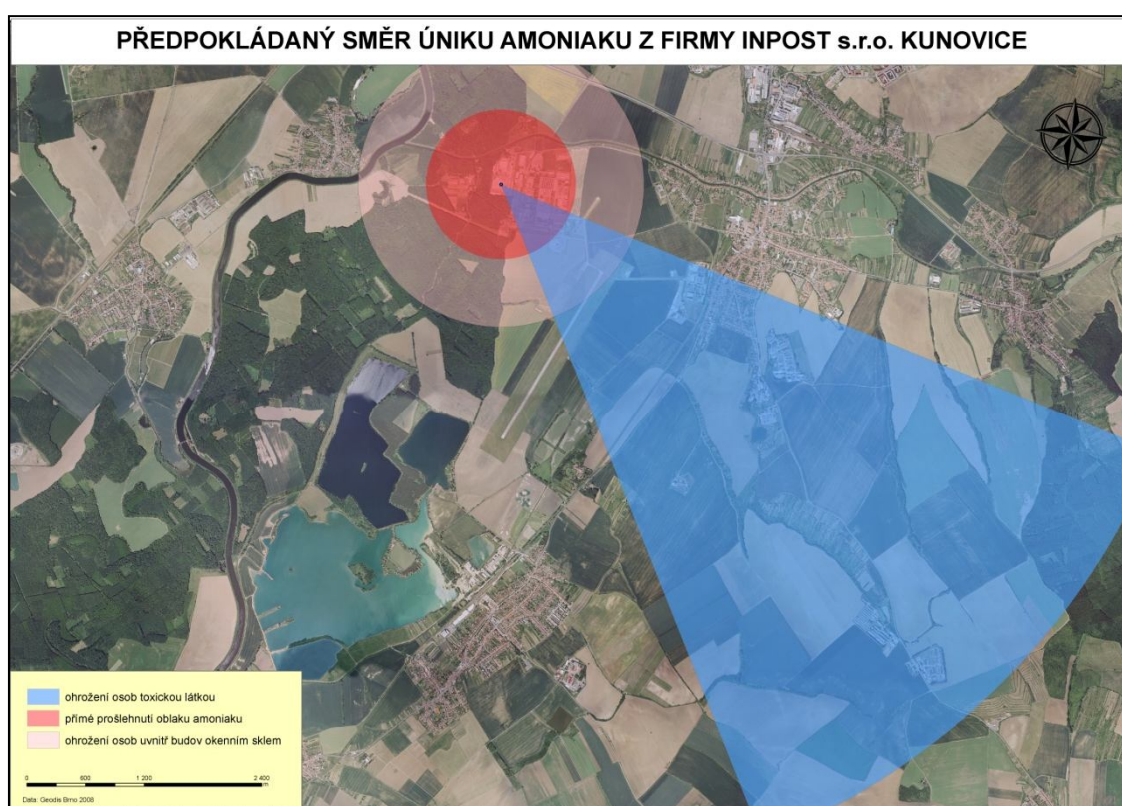 PŘEDPOKLÁDANÝ SMĚR ÚNIKU AMONIAKU Z FIRMY INPOST s.r.o. KUNOVICE
ohrožení osob toxickou látkou
přímé prošlehnutí oblaku amoniaku
ohrožení osob uvnitř budov okenním sklem
0 600 1 200 2 400
m
Data: Geodis Brno 2008